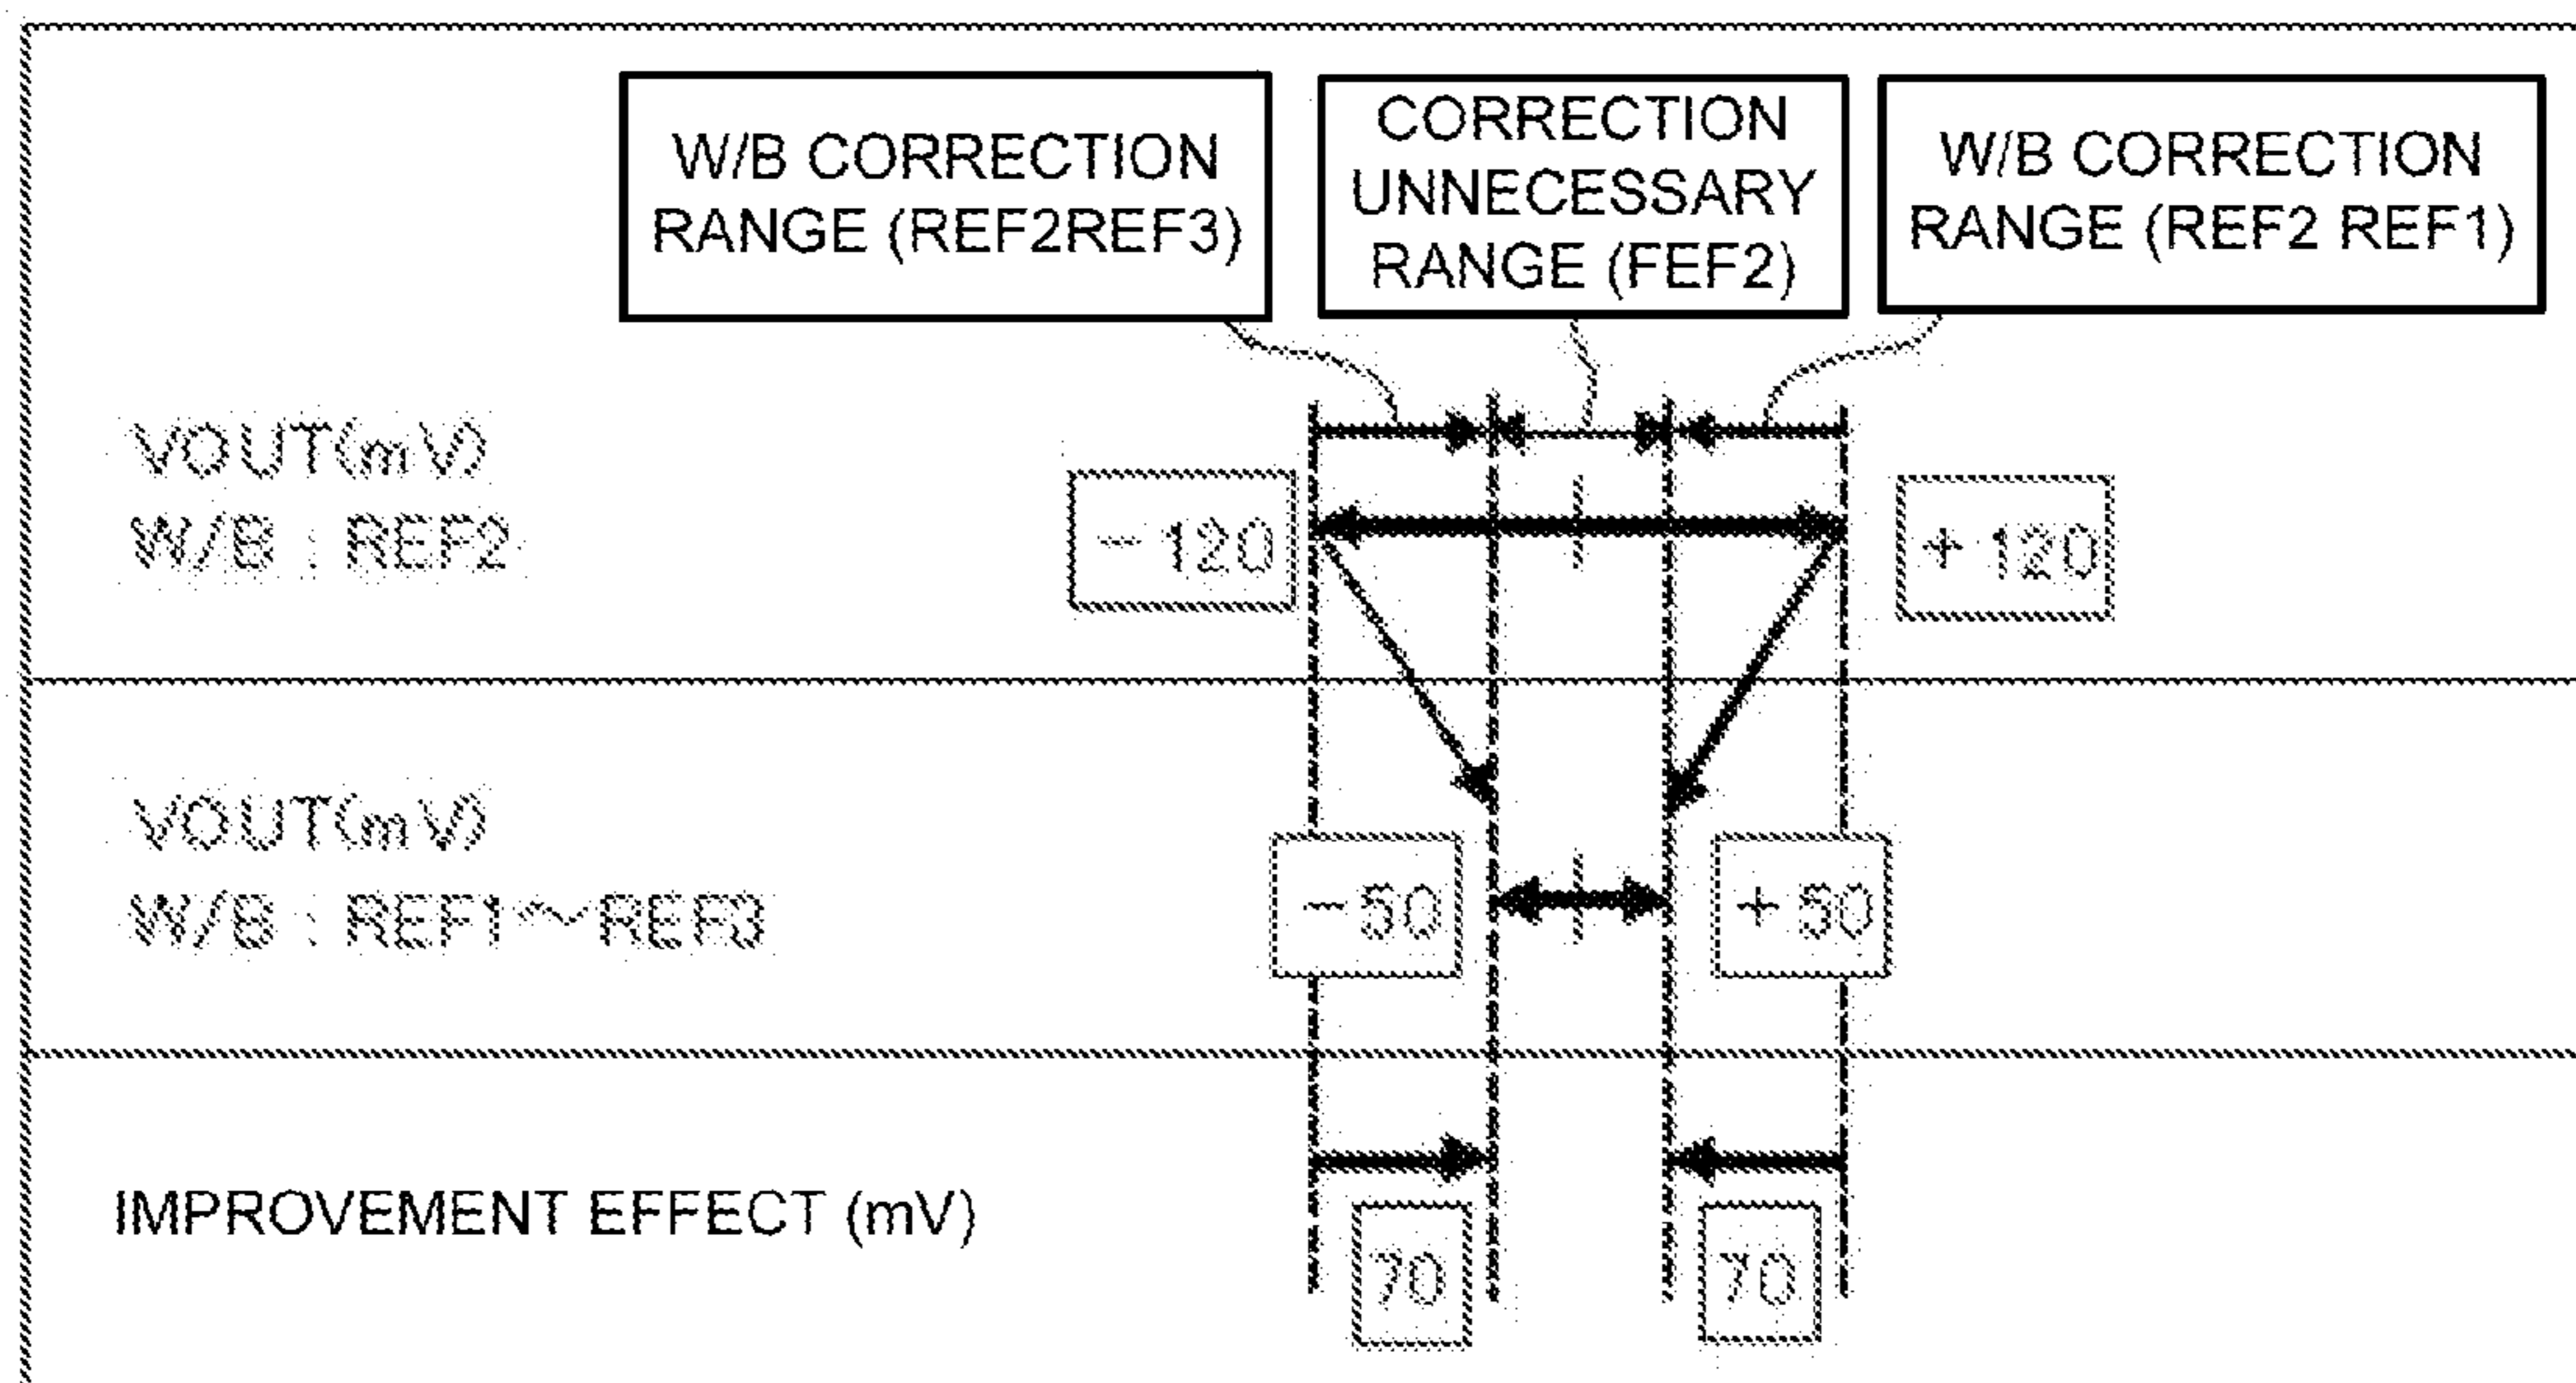 W/B CORRECTION
RANGE (REF2REF3)
CORRECTION
UNNECESSARY
RANGE (FEF2)
W/B CORRECTION
RANGE (REF2 REF1)
VOUT(mV)
W/B : REF2
－120
＋120
VOUT(mV)
W/B : REF1～REF3
－50
＋50
IMPROVEMENT EFFECT (mV)
70
70